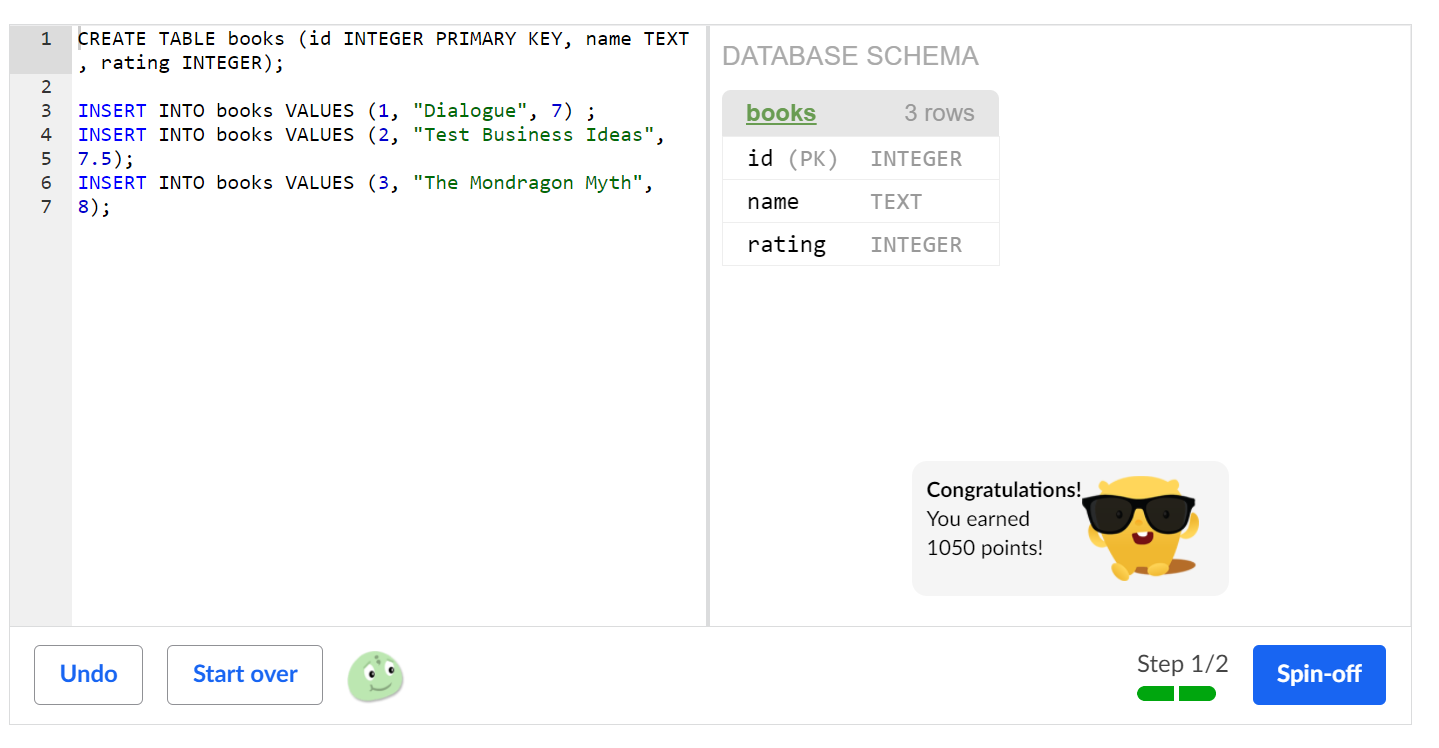 1 CREATE TABLE books (id INTEGER PRIMARY KEY, name TEXT
, rating INTEGER);
2
3 INSERT INTO books VALUES (1, "Dialogue", 7) ;
4 INSERT INTO books VALUES (2, "Test Business Ideas",
5 7.5);
6 INSERT INTO books VALUES (3, "The Mondragon Myth",
7 8);
DATABASE SCHEMA
books 3 rows
id (PK) INTEGER
name TEXT
rating INTEGER
Congratulations!
You earned
1050 points!
Undo
Start over
Step 1/2
Spin-off